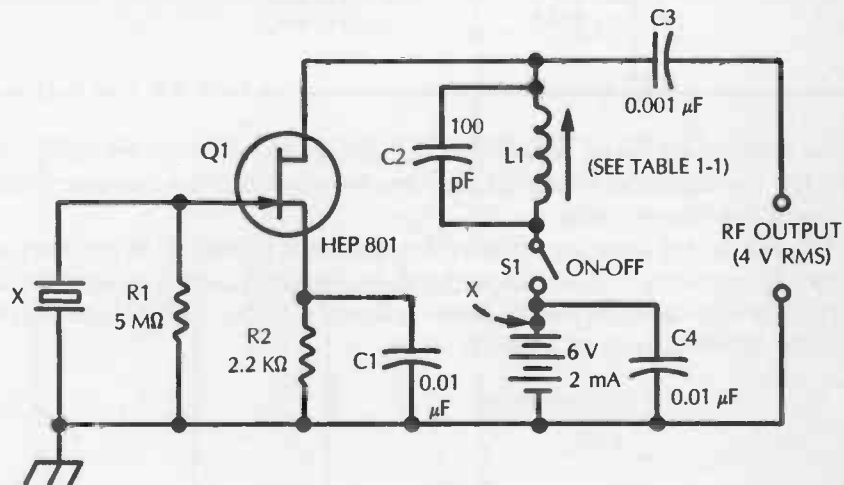 C3
0.001 μF
100
pF
C2
L1
(SEE TABLE 1-1)
Q1
HEP 801
RF OUTPUT
(4 V RMS)
S1
ON-OFF
X
X
R1
5 MΩ
R2
2.2 KΩ
C1
0.01
μF
6 V
2 mA
C4
0.01 μF